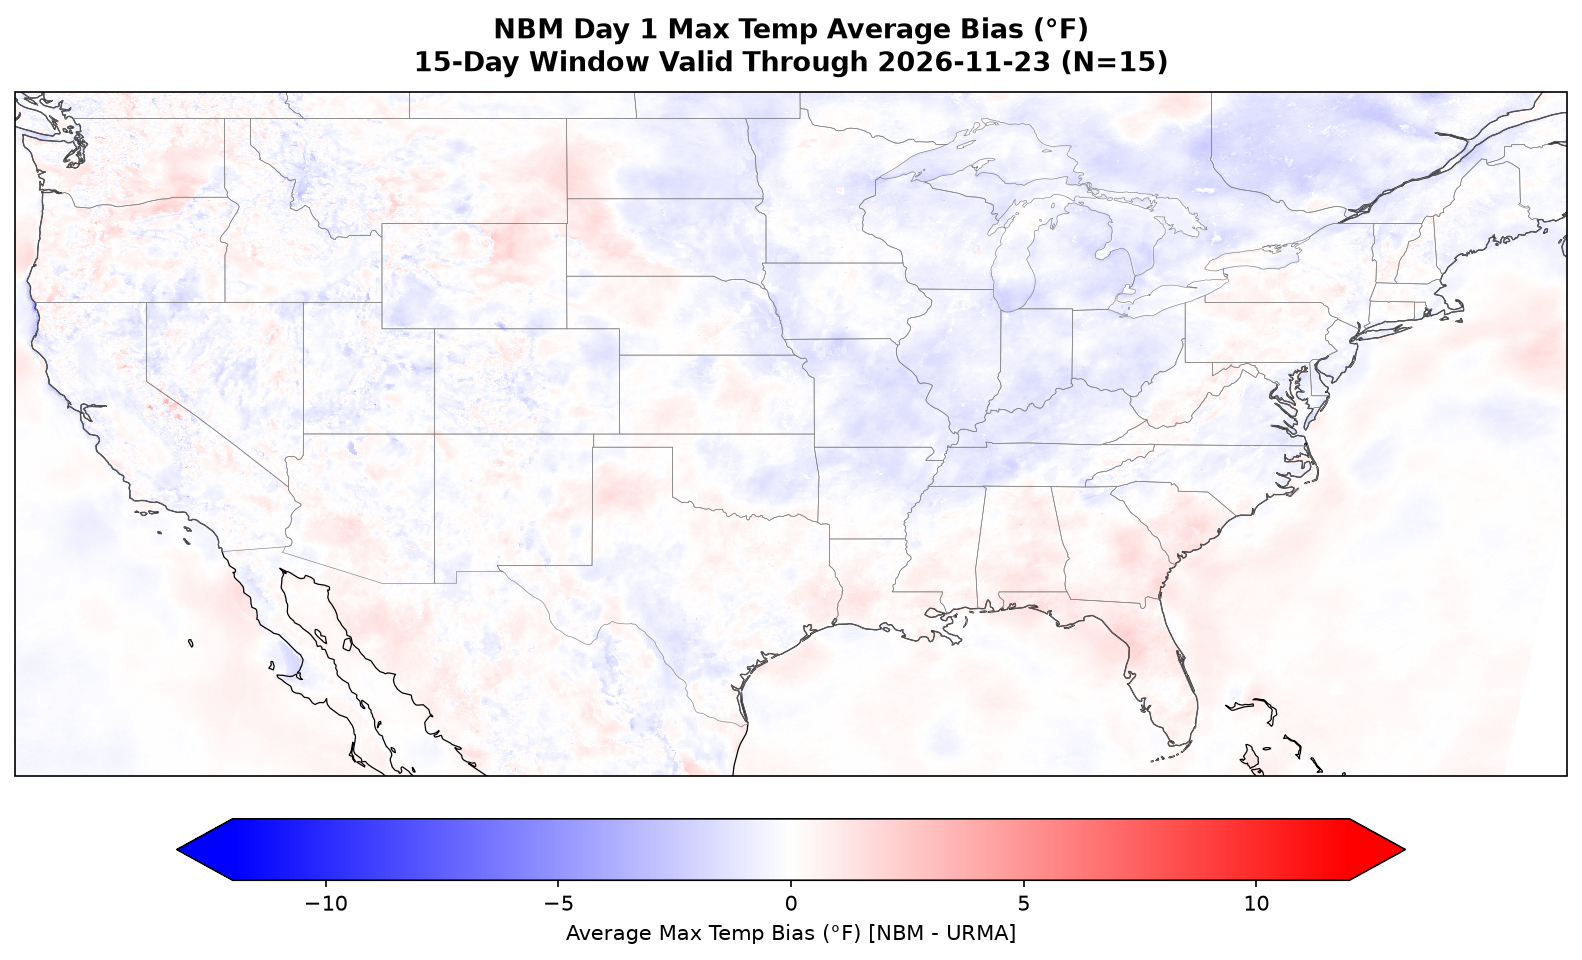 NBM Day 1 Max Temp Average Bias (°F)
15-Day Window Valid Through 2026-11-23 (N=15)
−10 −5 0 5 10
Average Max Temp Bias (°F) [NBM - URMA]